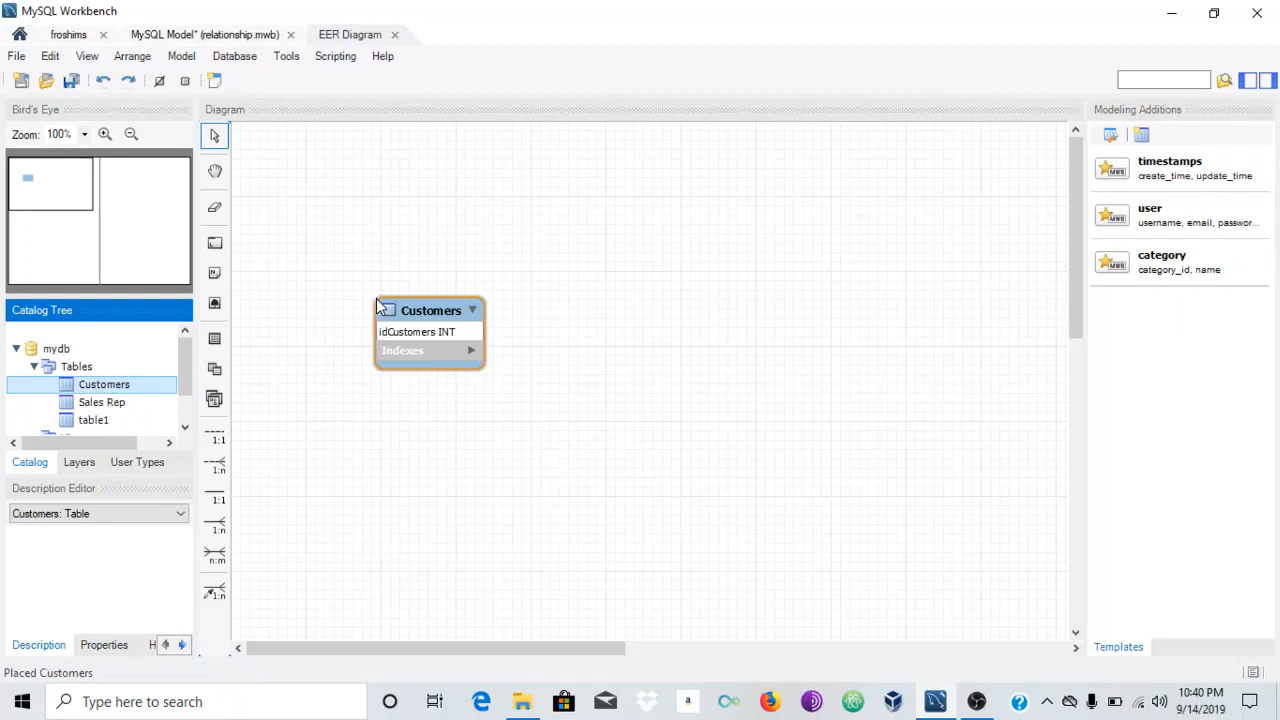 MySQL Workbench
froshims
MySQL Model* (relationship.mwb)
EER Diagram
File Edit View Arrange Model Database Tools Scripting Help
Bird's Eye
Zoom: 100%
Diagram
Modeling Additions
timestamps
create_time, update_time
user
username, email, passwor...
category
category_id, name
Customers
idCustomers INT
Indexes
Catalog Tree
mydb
Tables
Customers
Sales Rep
table1
Catalog Layers User Types
Description Editor
Customers: Table
1:1
1:n
1:1
1:n
n:m
1:n
Description Properties H
Templates
Placed Customers
Type here to search
10:40 PM
9/14/2019